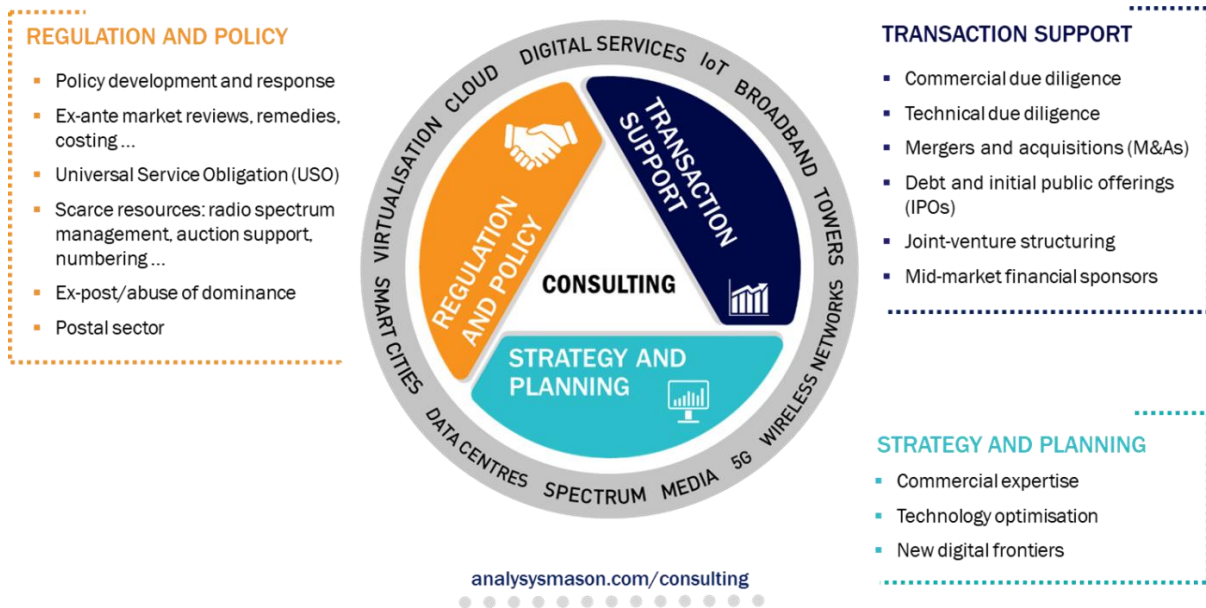 REGULATION AND POLICY
▪ Policy development and response
▪ Ex-ante market reviews, remedies,
costing ...
▪ Universal Service Obligation (USO)
▪ Scarce resources: radio spectrum
management, auction support,
numbering ...
▪ Ex-post/abuse of dominance
▪ Postal sector
VIRTUALISATION CLOUD DIGITAL SERVICES IoT BROADBAND TOWERS
WIRELESS NETWORKS 5G MEDIA SPECTRUM DATA CENTRES SMART CITIES
REGULATION
AND POLICY
TRANSACTION
SUPPORT
CONSULTING
STRATEGY AND
PLANNING
TRANSACTION SUPPORT
▪ Commercial due diligence
▪ Technical due diligence
▪ Mergers and acquisitions (M&As)
▪ Debt and initial public offerings
(IPOs)
▪ Joint-venture structuring
▪ Mid-market financial sponsors
STRATEGY AND PLANNING
▪ Commercial expertise
▪ Technology optimisation
▪ New digital frontiers
analysysmason.com/consulting